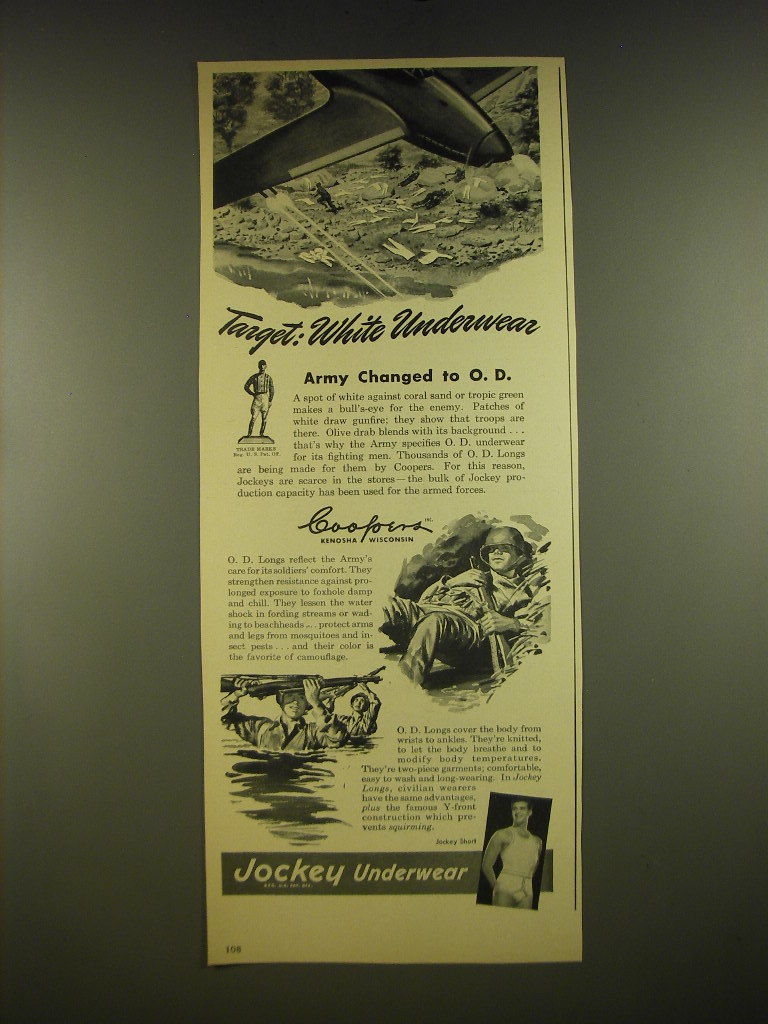 Target: White Underwear
Army Changed to O. D.
A spot of white against coral sand or tropic green
makes a bull's-eye for the enemy. Patches of
white draw gunfire; they show that troops are
there. Olive drab blends with its background . . .
that's why the Army specifies O. D. underwear
for its fighting men. Thousands of O. D. Longs
are being made for them by Coopers. For this reason,
Jockeys are scarce in the stores—the bulk of Jockey pro-
duction capacity has been used for the armed forces.
TRADE MARKS
Reg. U. S. Pat. Off.
Coopers INC.
KENOSHA WISCONSIN
O. D. Longs reflect the Army's
care for its soldiers' comfort. They
strengthen resistance against pro-
longed exposure to foxhole damp
and chill. They lessen the water
shock in fording streams or wad-
ing to beachheads . . . protect arms
and legs from mosquitoes and in-
sect pests . . . and their color is
the favorite of camouflage.
O. D. Longs cover the body from
wrists to ankles. They're knitted,
to let the body breathe and to
modify body temperatures.
They're two-piece garments; comfortable,
easy to wash and long-wearing. In Jockey
Longs, civilian wearers
have the same advantages,
plus the famous Y-front
construction which pre-
vents squirming.
Jockey Short
Jockey Underwear
REG. U.S. PAT. OFF.
108